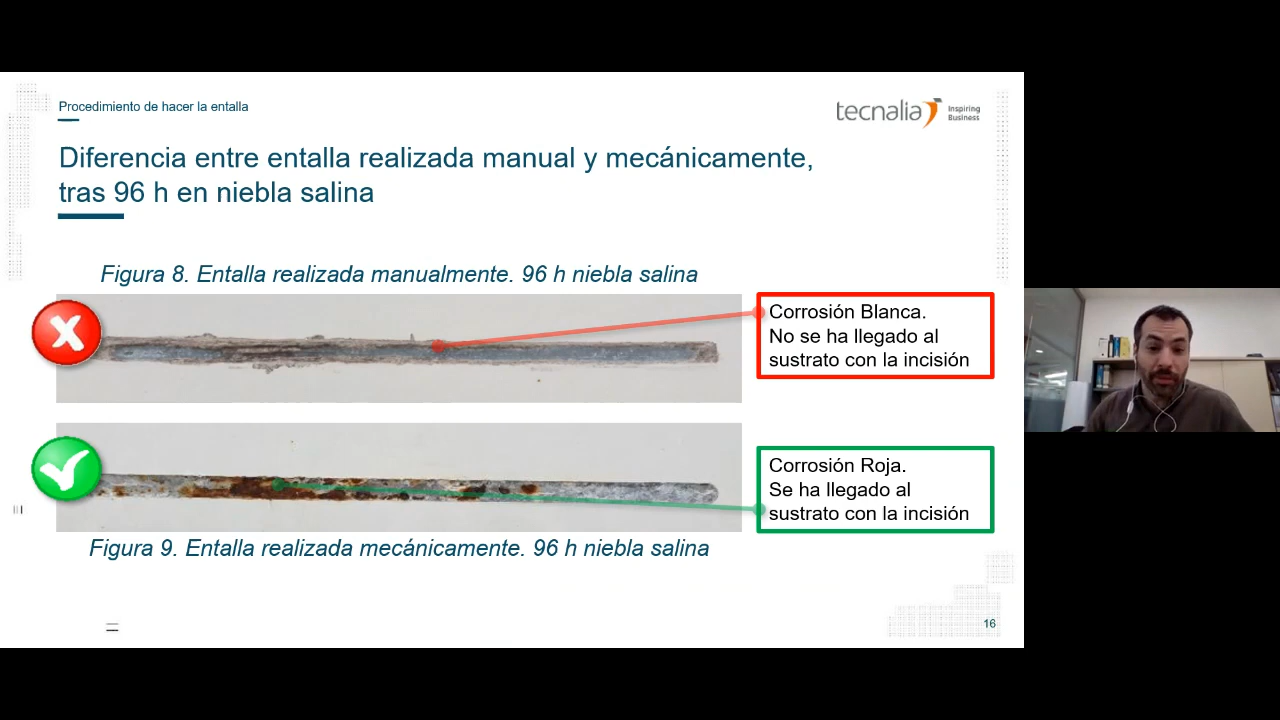 Procedimiento de hacer la entalla
tecnalia
Inspiring
Business
Diferencia entre entalla realizada manual y mecánicamente,
tras 96 h en niebla salina
Figura 8. Entalla realizada manualmente. 96 h niebla salina
Corrosión Blanca.
No se ha llegado al
sustrato con la incisión
Corrosión Roja.
Se ha llegado al
sustrato con la incisión
Figura 9. Entalla realizada mecánicamente. 96 h niebla salina
16